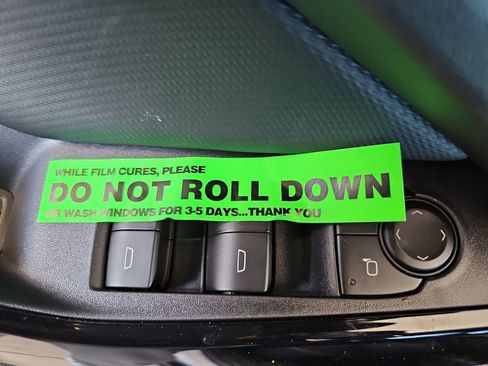 WHILE FILM CURES, PLEASE
DO NOT ROLL DOWN
OR WASH WINDOWS FOR 3-5 DAYS...THANK YOU